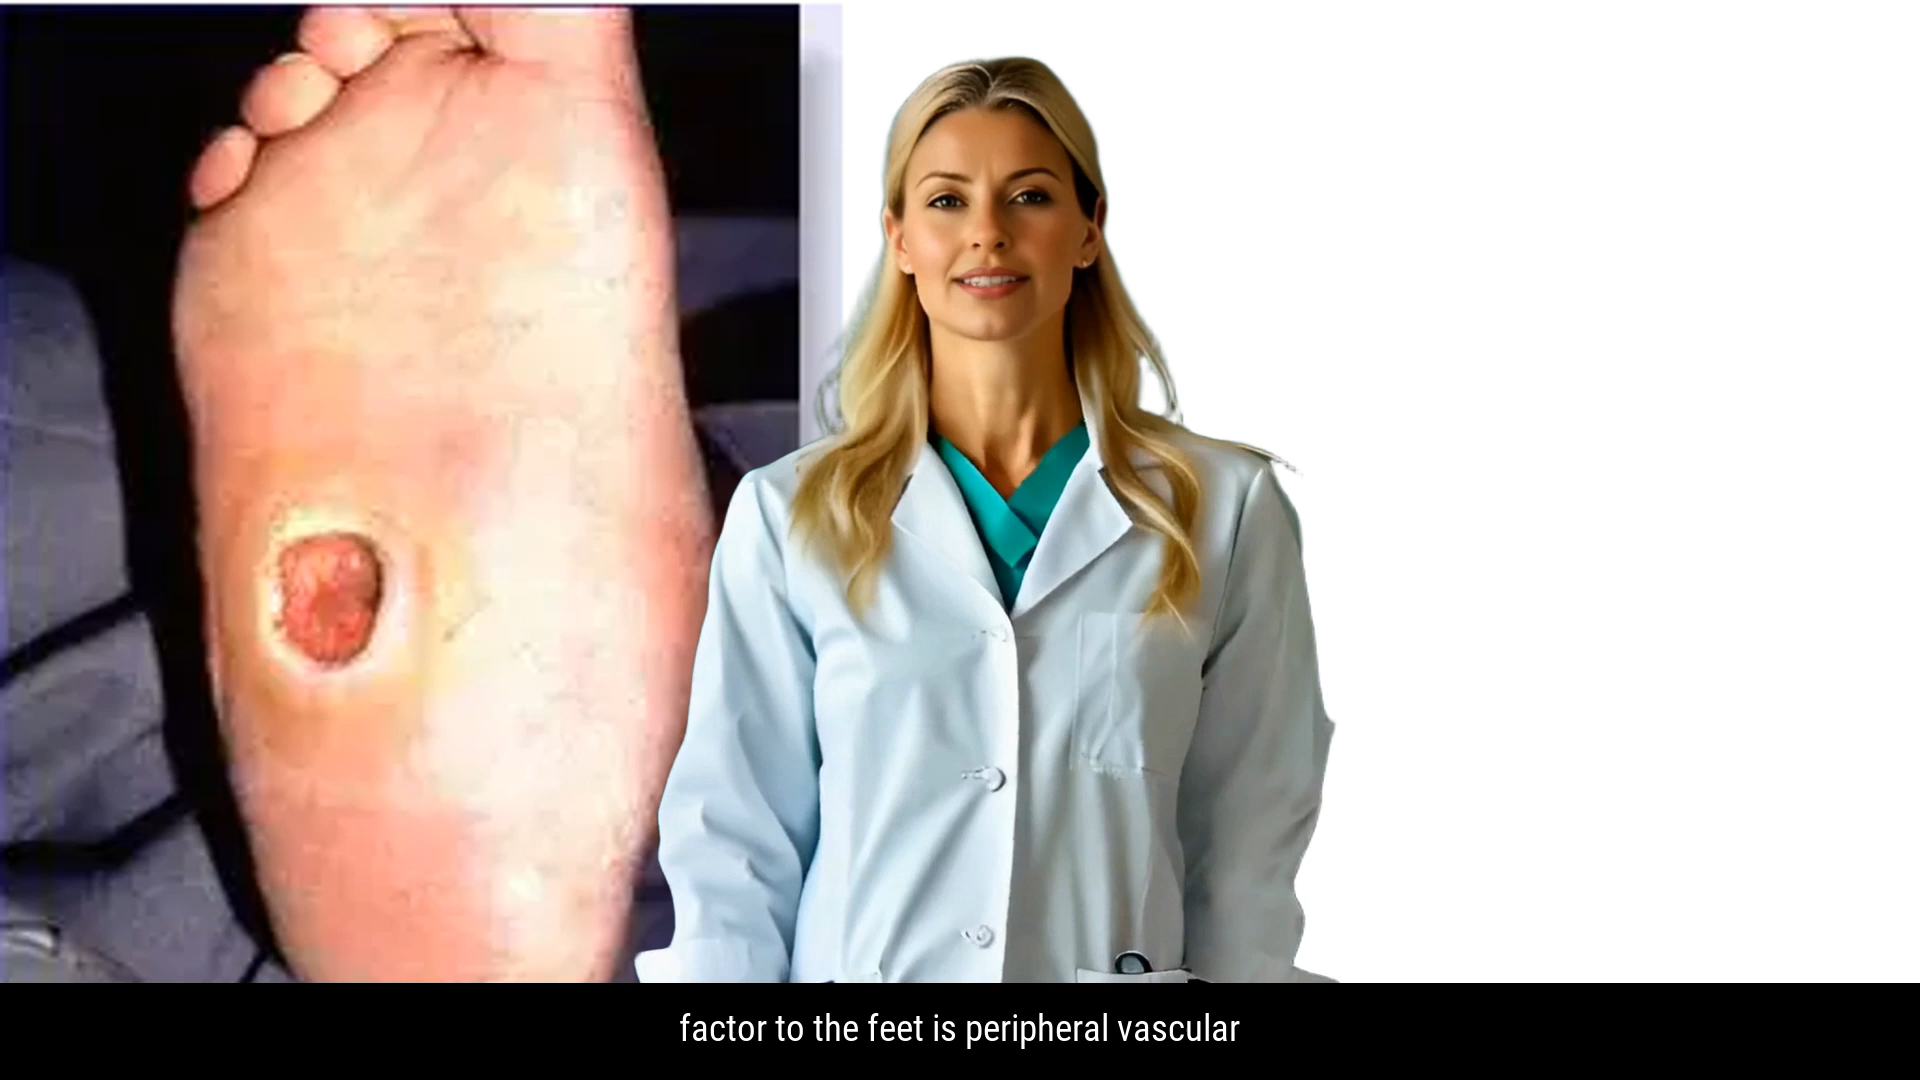 factor to the feet is peripheral vascular